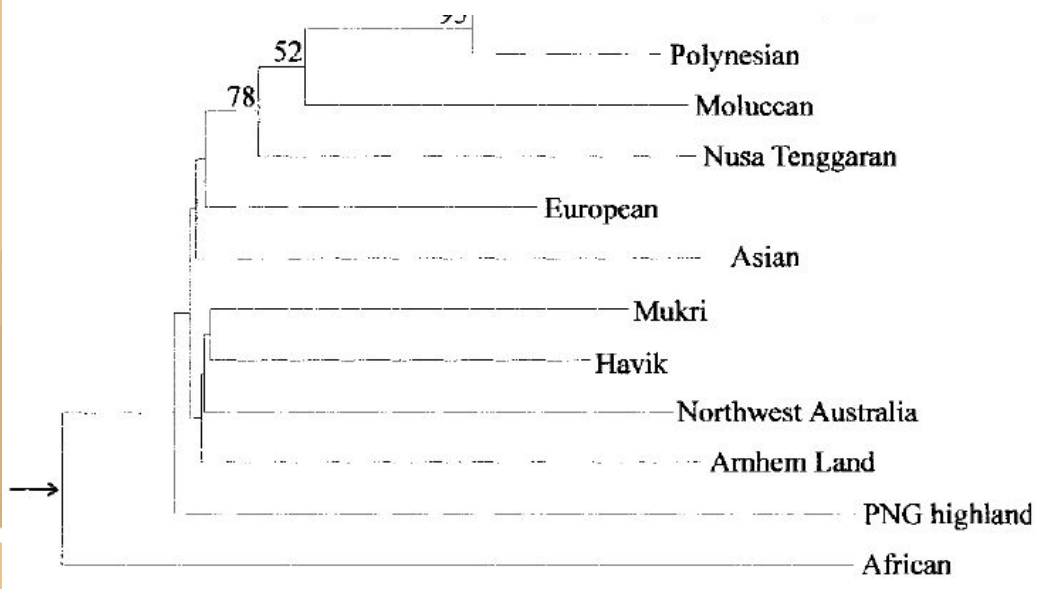 52
Polynesian
78
Moluccan
Nusa Tenggaran
European
Asian
Mukri
Havik
Northwest Australia
Arnhem Land
PNG highland
African